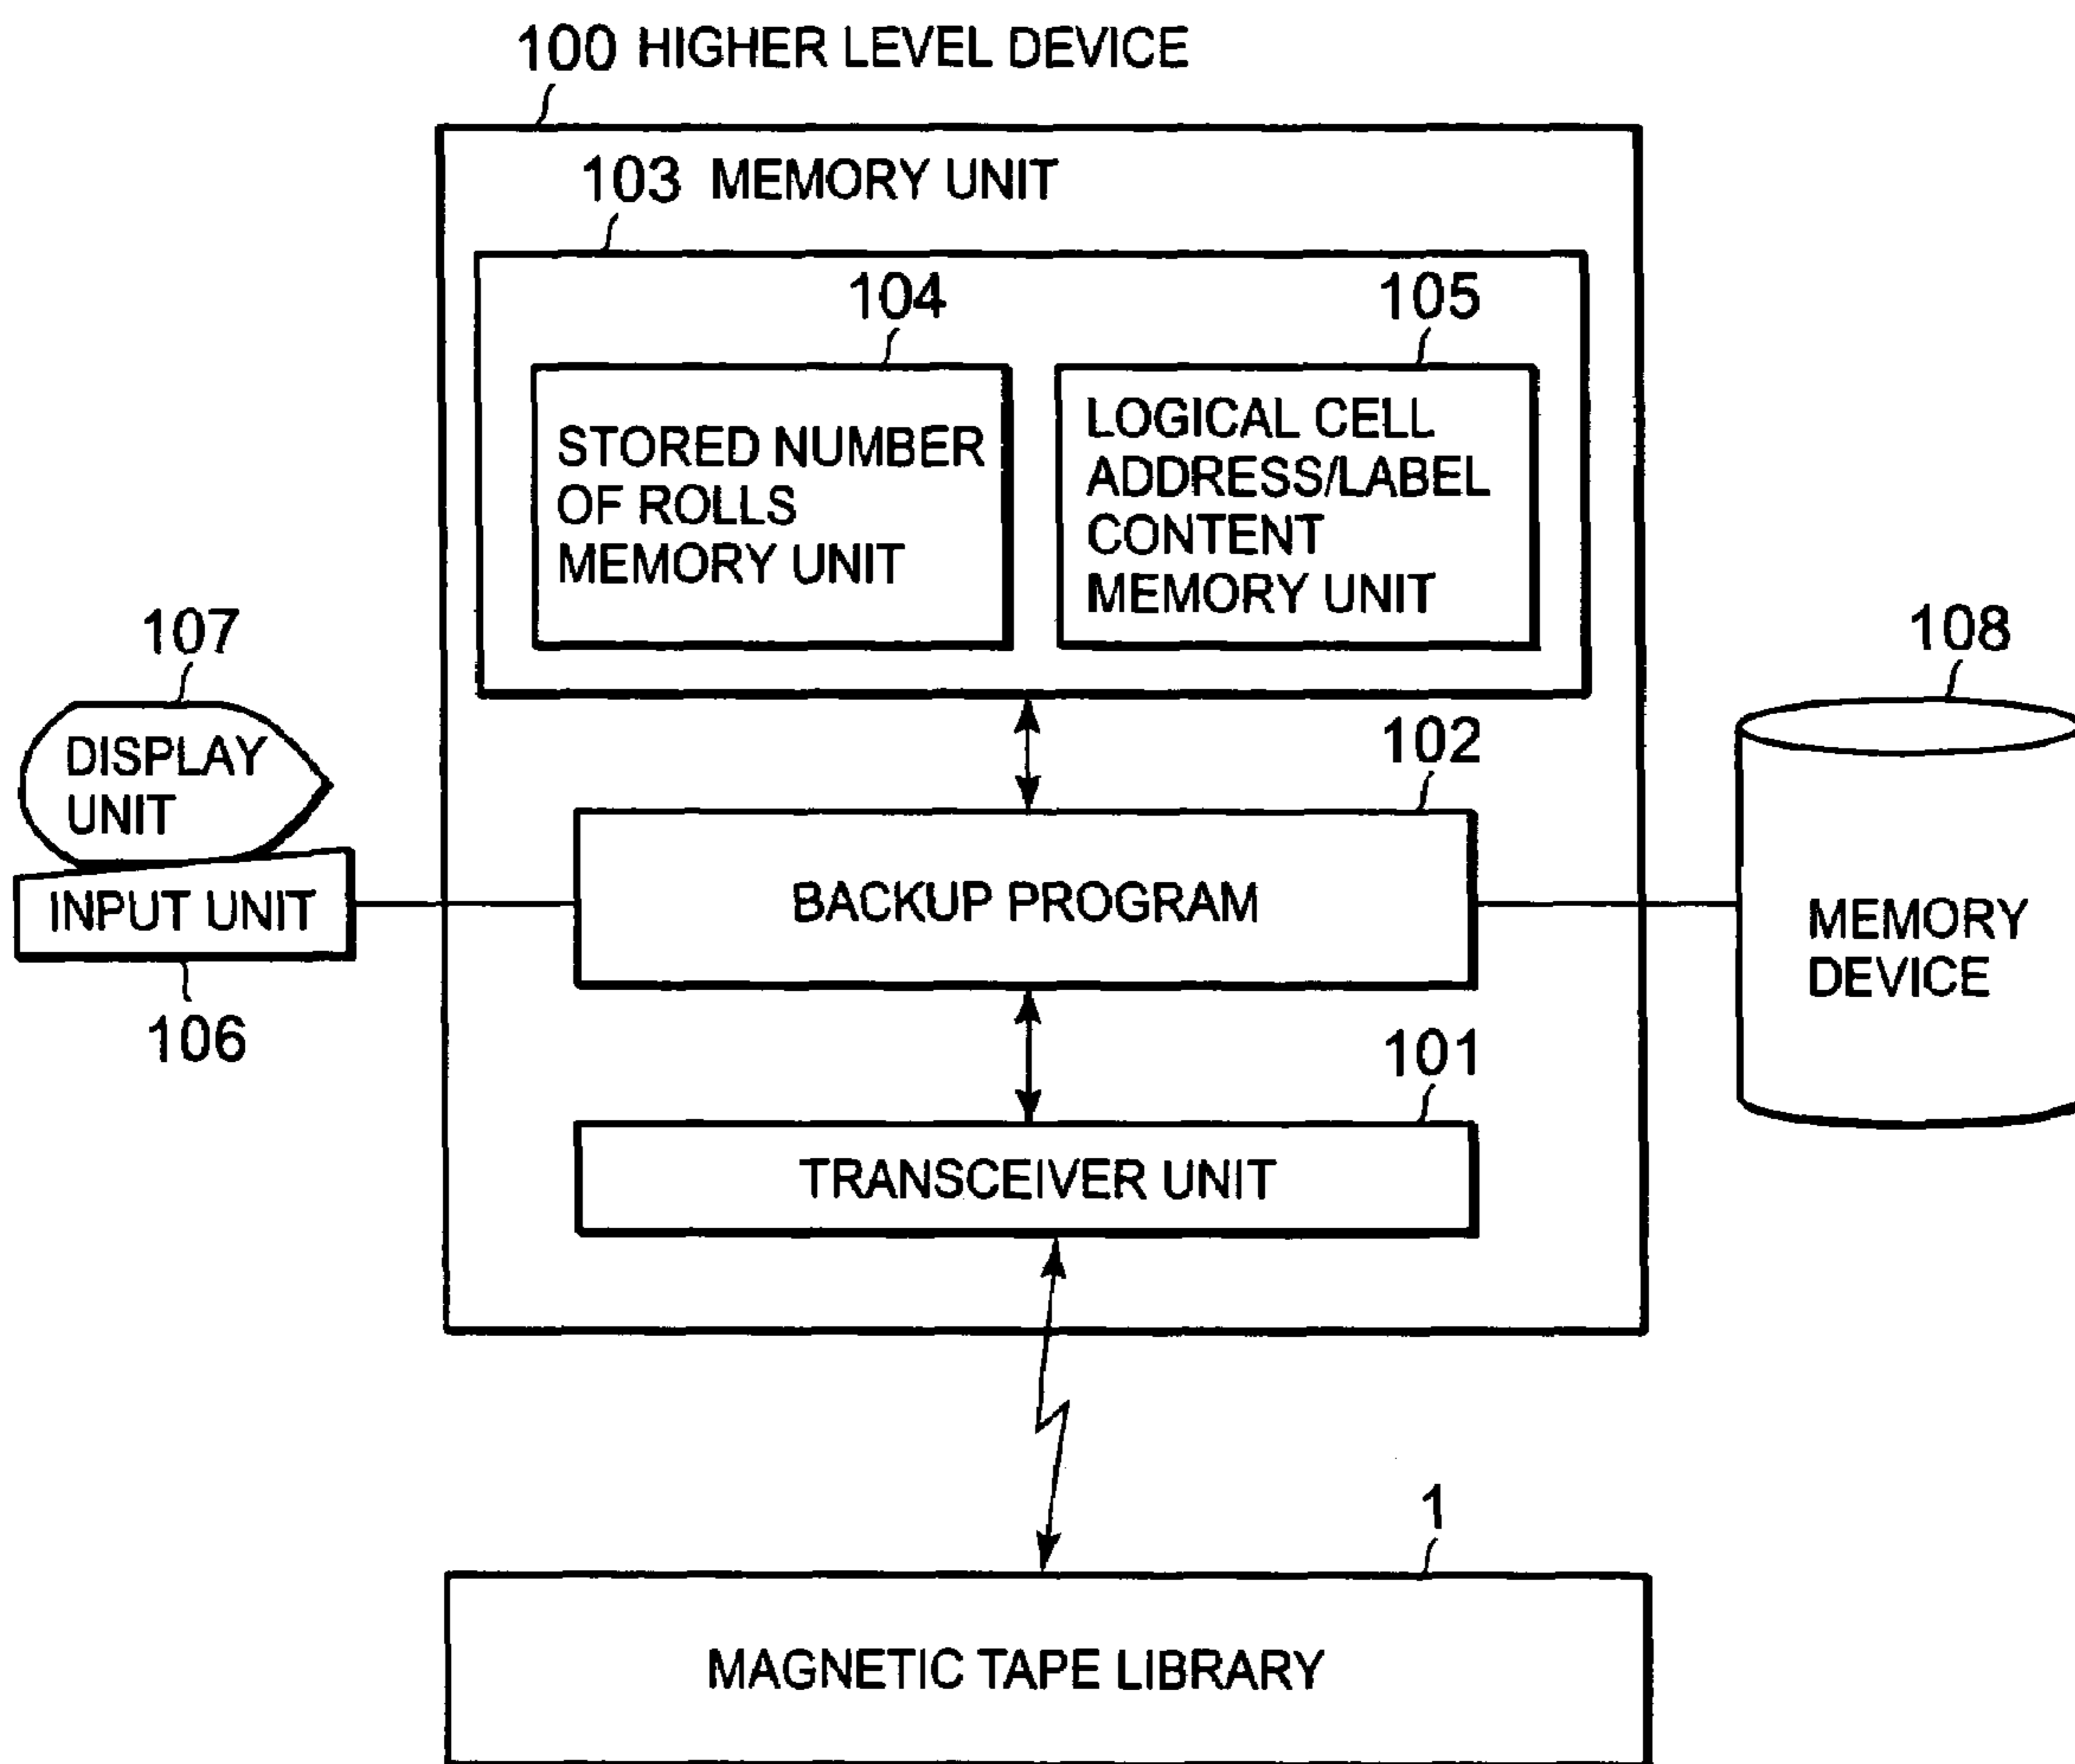 100 HIGHER LEVEL DEVICE
103 MEMORY UNIT
104
105
STORED NUMBER
OF ROLLS
MEMORY UNIT
LOGICAL CELL
ADDRESS/LABEL
CONTENT
MEMORY UNIT
107
DISPLAY
UNIT
INPUT UNIT
106
102
BACKUP PROGRAM
108
MEMORY
DEVICE
101
TRANSCEIVER UNIT
1
MAGNETIC TAPE LIBRARY